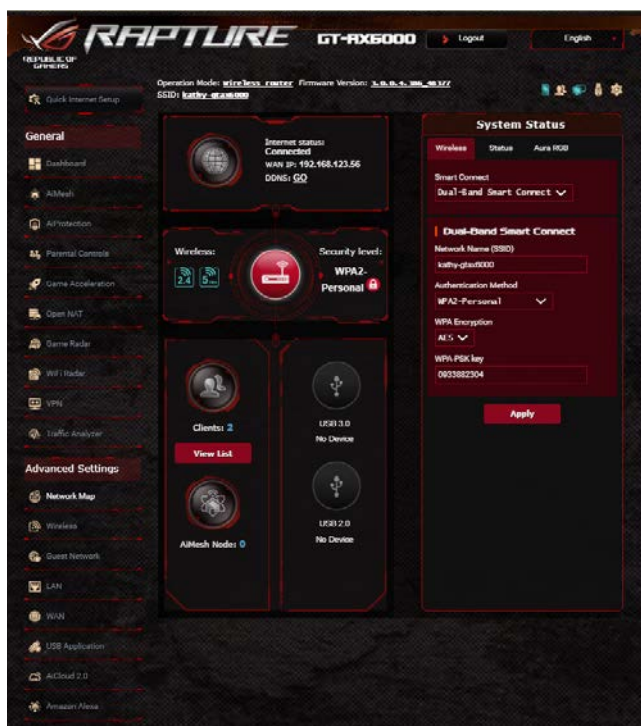 REPUBLIC OF
GAMERS
RAPTURE
GT-AX6000
Logout
English
Operation Mode: wireless router Firmware Version: 3.0.0.4.386_46377
SSID: kathy-gtax6000
Quick Internet Setup
General
Dashboard
AiMesh
AiProtection
Parental Controls
Game Acceleration
Open NAT
Game Radar
WiFi Radar
VPN
Traffic Analyzer
Advanced Settings
Network Map
Wireless
Guest Network
LAN
WAN
USB Application
AiCloud 2.0
Amazon Alexa
Internet status:
Connected
WAN IP: 192.168.123.56
DDNS: GO
Wireless:
2.4
5
Security level:
WPA2-
Personal
Clients: 2
View List
AiMesh Node: 0
USB 3.0
No Device
USB 2.0
No Device
System Status
Wireless Status Aura RGB
Smart Connect
Dual-Band Smart Connect
Dual-Band Smart Connect
Network Name (SSID)
kathy-gtax6000
Authentication Method
WPA2-Personal
WPA Encryption
AES
WPA-PSK key
0933882304
Apply